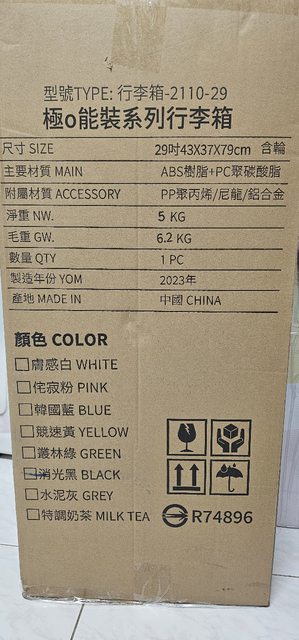 型號TYPE: 行李箱-2110-29
極o能裝系列行李箱
尺寸 SIZE 29吋43X37X79cm 含輪
主要材質 MAIN ABS樹脂+PC聚碳酸脂
附屬材質 ACCESSORY PP聚丙烯/尼龍/鋁合金
淨重 NW. 5 KG
毛重 GW. 6.2 KG
數量 QTY 1 PC
製造年份 YOM 2023年
產地 MADE IN 中國 CHINA
顏色 COLOR
膚感白 WHITE
侘寂粉 PINK
韓國藍 BLUE
競速黃 YELLOW
叢林綠 GREEN
消光黑 BLACK
水泥灰 GREY
特調奶茶 MILK TEA
R74896